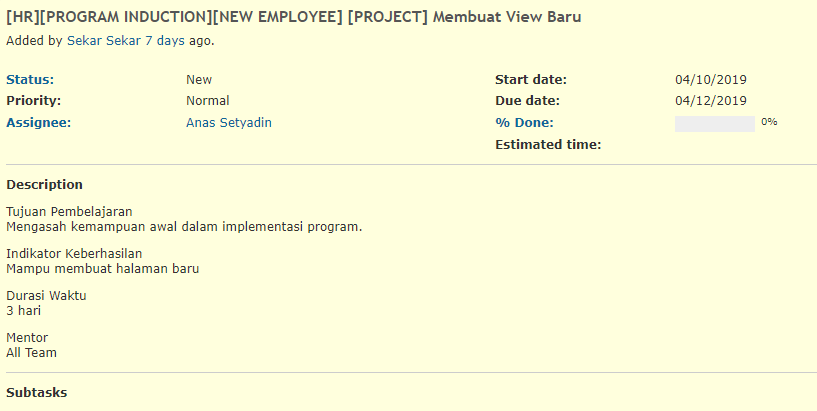 [HR][PROGRAM INDUCTION][NEW EMPLOYEE] [PROJECT] Membuat View Baru
Added by Sekar Sekar 7 days ago.
Status: New Start date: 04/10/2019
Priority: Normal Due date: 04/12/2019
Assignee: Anas Setyadin % Done: 0%
Estimated time:
Description
Tujuan Pembelajaran
Mengasah kemampuan awal dalam implementasi program.
Indikator Keberhasilan
Mampu membuat halaman baru
Durasi Waktu
3 hari
Mentor
All Team
Subtasks